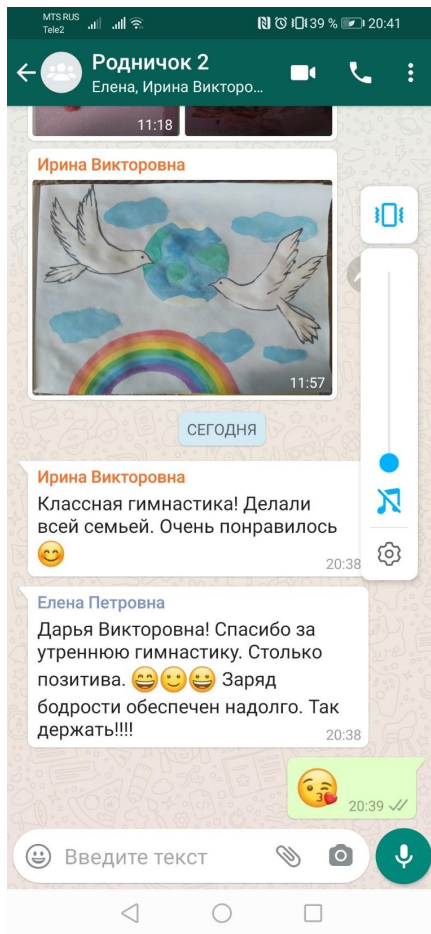 MTS RUS
Tele2
39 % 20:41
Родничок 2
Елена, Ирина Викторо...
11:18
Ирина Викторовна
11:57
СЕГОДНЯ
Ирина Викторовна
Классная гимнастика! Делали
всей семьей. Очень понравилось
😊
20:38
Елена Петровна
Дарья Викторовна! Спасибо за
утреннюю гимнастику. Столько
позитива. 😄🙂😀 Заряд
бодрости обеспечен надолго. Так
держать!!!!
20:38
😘
20:39
Введите текст